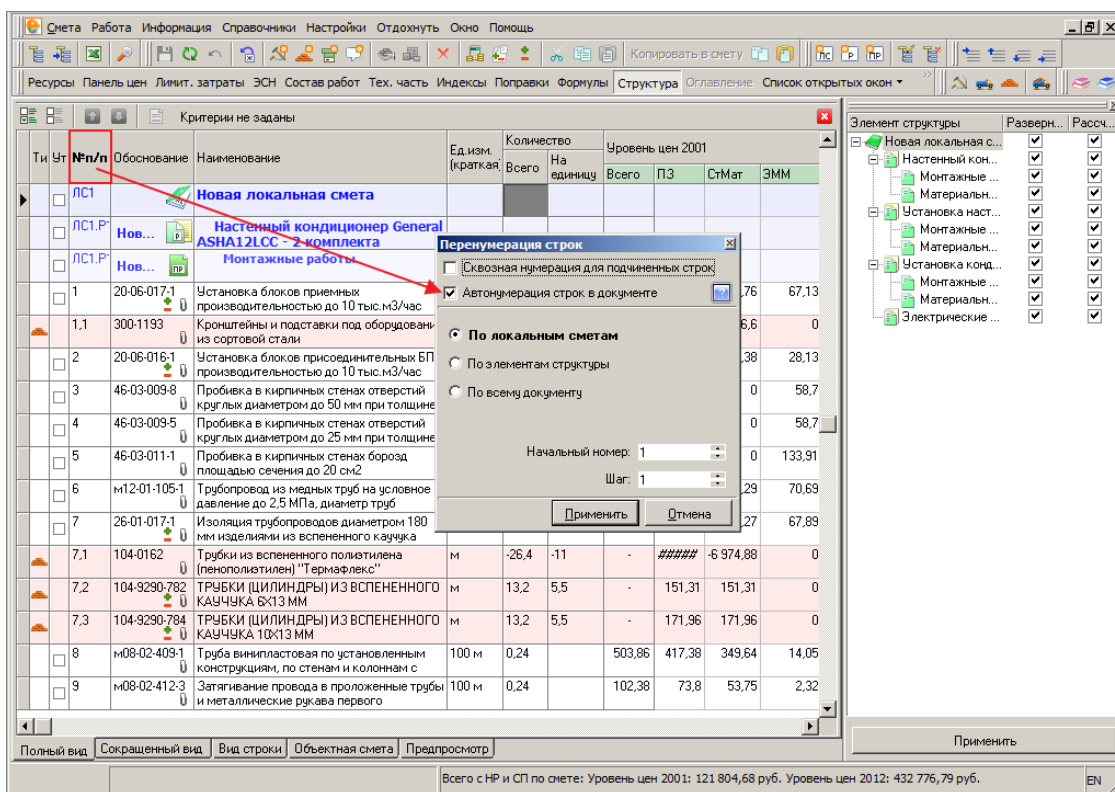 Смета Работа Информация Справочники Настройки Отдохнуть Окно Помощь
Копировать в смету
Ресурсы Панель цен Лимит. затраты ЭСН Состав работ Тех. часть Индексы Поправки Формулы Структура Оглавление Список открытых окон
Критерии не заданы
Ти Ут №п/п Обоснование Наименование Ед.изм. (краткая) Количество Всего На единицу Уровень цен 2001 Всего ПЗ СтМат ЭММ
ЛС1 Новая локальная смета
ЛС1.Р Нов... Настенный кондиционер General
ASHA12LCC - 2 комплекта
ЛС1.Р Нов... Монтажные работы
1 20-06-017-1 Установка блоков приемных ,76 67,13
производительностью до 10 тыс.м3/час
1,1 300-1193 Кронштейны и подставки под оборудовани 6,6 0
из сортовой стали
2 20-06-016-1 Установка блоков присоединительных БП ,38 28,13
производительностью до 10 тыс.м3/час
3 46-03-009-8 Пробивка в кирпичных стенах отверстий 0 58,7
круглых диаметром до 50 мм при толщине
4 46-03-009-5 Пробивка в кирпичных стенах отверстий 0 58,7
круглых диаметром до 25 мм при толщине
5 46-03-011-1 Пробивка в кирпичных стенах борозд 0 133,91
площадью сечения до 20 см2
6 м12-01-105-1 Трубопровод из медных труб на условное ,29 70,69
давление до 2,5 МПа, диаметр труб
7 26-01-017-1 Изоляция трубопроводов диаметром 180 ,27 67,89
мм изделиями из вспененного каучука
7,1 104-0162 Трубки из вспененного полиэтилена м -26,4 -11 - ##### -6 974,88 0
(пенополиэтилен) "Термафлекс"
7,2 104-9290-782 ТРУБКИ (ЦИЛИНДРЫ) ИЗ ВСПЕНЕННОГО м 13,2 5,5 - 151,31 151,31 0
КАУЧУКА 6X13 ММ
7,3 104-9290-784 ТРУБКИ (ЦИЛИНДРЫ) ИЗ ВСПЕНЕННОГО м 13,2 5,5 - 171,96 171,96 0
КАУЧУКА 10X13 ММ
8 м08-02-409-1 Труба винипластовая по установленным 100 м 0,24 503,86 417,38 349,64 14,05
конструкциям, по стенам и колоннам с
9 м08-02-412-3 Затягивание провода в проложенные трубы 100 м 0,24 102,38 73,8 53,75 2,32
и металлические рукава первого
Перенумерация строк
Сквозная нумерация для подчиненных строк
Автонумерация строк в документе
По локальным сметам
По элементам структуры
По всему документу
Начальный номер: 1
Шаг: 1
Применить Отмена
Элемент структуры Разверн... Рассч...
Новая локальная с...
Настенный кон...
Монтажные ...
Материальн...
Установка наст...
Монтажные ...
Материальн...
Установка конд...
Монтажные ...
Материальн...
Электрические ...
Применить
Полный вид Сокращенный вид Вид строки Объектная смета Предпросмотр
Всего с НР и СП по смете: Уровень цен 2001: 121 804,68 руб. Уровень цен 2012: 432 776,79 руб.
EN